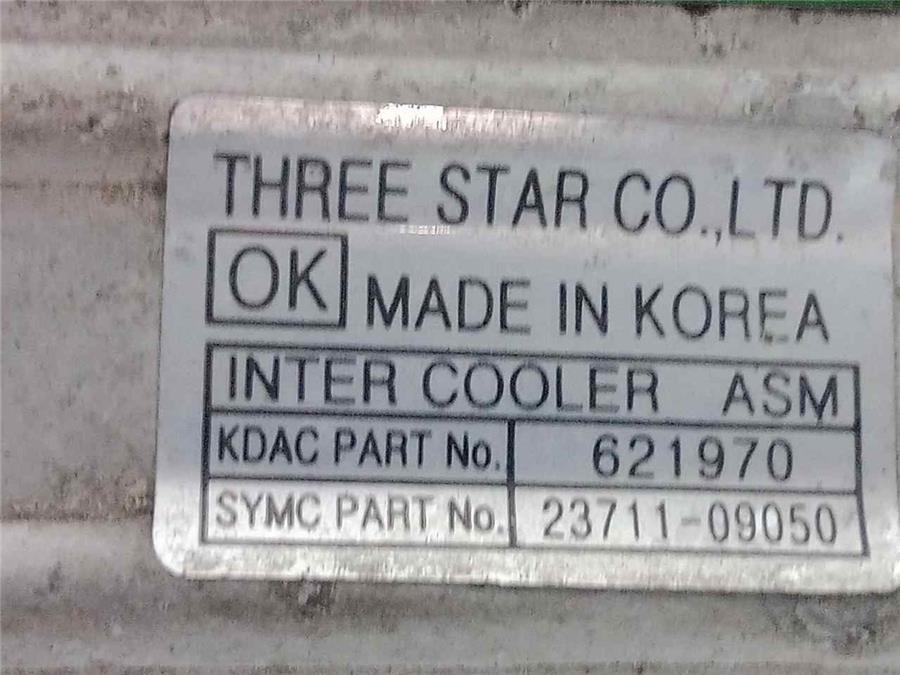 THREE STAR CO.,LTD.
OK MADE IN KOREA
INTER COOLER ASM
KDAC PART No. 621970
SYMC PART No. 23711-09050